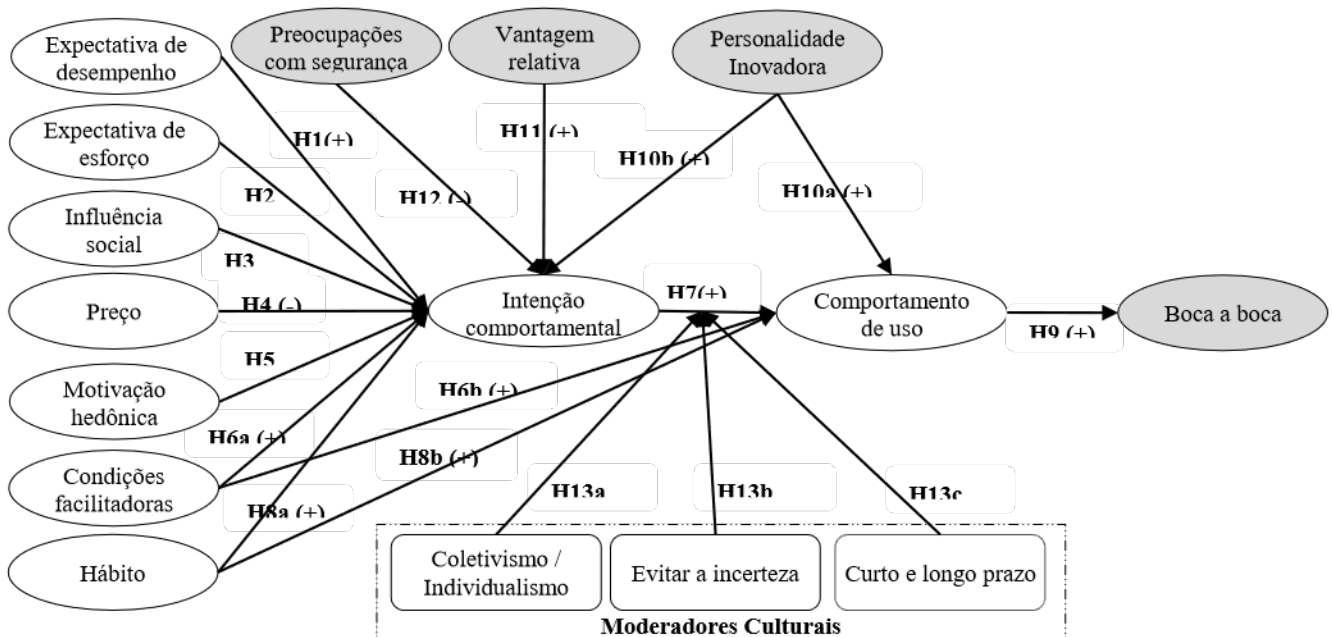 Expectativa de
desempenho
Preocupações
com segurança
Vantagem
relativa
Personalidade
Inovadora
Expectativa de
esforço
H1(+)
H11 (+)
H10b (+)
H2
H12 (-)
H10a (+)
Influência
social
H3
H4 (-)
Preço
Intenção
comportamental
H7(+)
Comportamento
de uso
H9 (+)
Boca a boca
H5
Motivação
hedônica
H6b (+)
H6a (+)
H8b (+)
Condições
facilitadoras
H8a (+)
H13a
H13b
H13c
Hábito
Coletivismo /
Individualismo
Evitar a incerteza
Curto e longo prazo
Moderadores Culturais